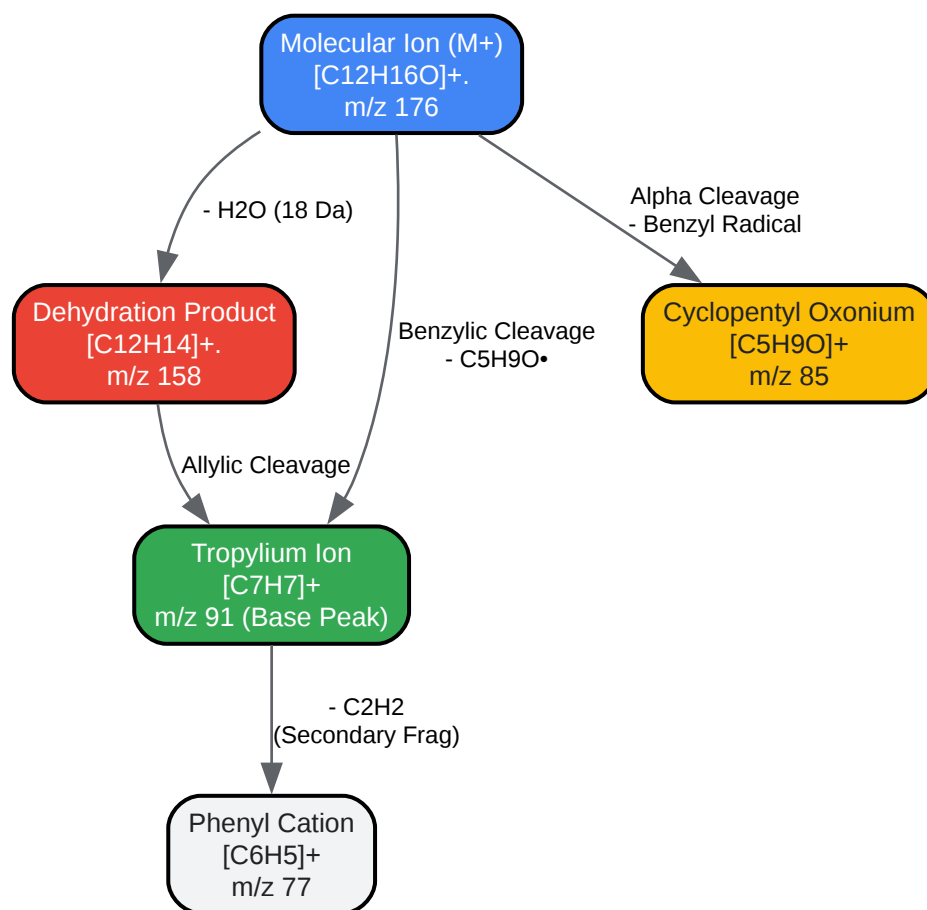 Molecular Ion (M+)
[C12H16O]+.
m/z 176
- H2O (18 Da)
Alpha Cleavage
- Benzyl Radical
Dehydration Product
[C12H14]+.
m/z 158
Benzylic Cleavage
- C5H9O•
Cyclopentyl Oxonium
[C5H9O]+
m/z 85
Allylic Cleavage
Tropylium Ion
[C7H7]+
m/z 91 (Base Peak)
- C2H2
(Secondary Frag)
Phenyl Cation
[C6H5]+
m/z 77